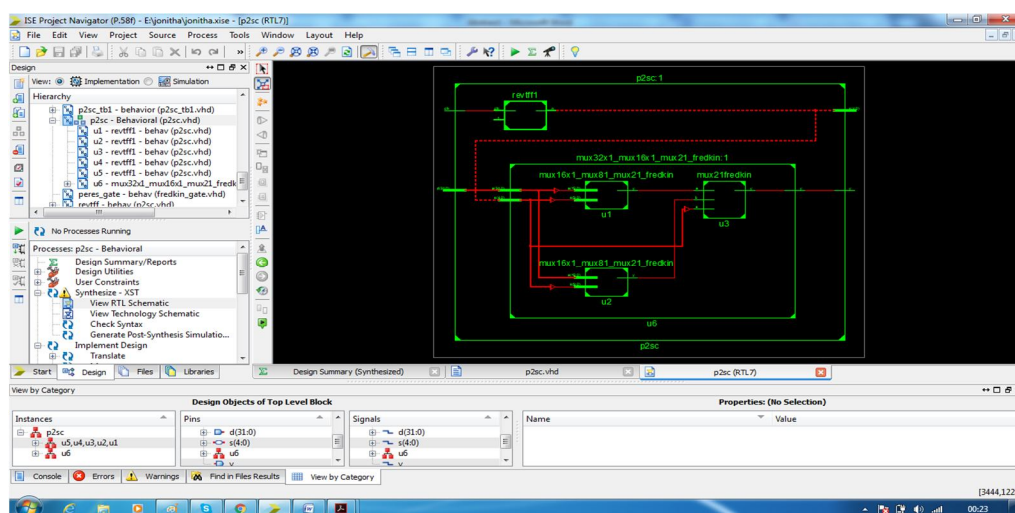 ISE Project Navigator (P.58f) - E:\jonitha\jonitha.xise - [p2sc (RTL7)]
File Edit View Project Source Process Tools Window Layout Help
Design
View: Implementation Simulation
Hierarchy
p2sc_tb1 - behavior (p2sc_tb1.vhd)
p2sc - Behavioral (p2sc.vhd)
u1 - revtff1 - behav (p2sc.vhd)
u2 - revtff1 - behav (p2sc.vhd)
u3 - revtff1 - behav (p2sc.vhd)
u4 - revtff1 - behav (p2sc.vhd)
u5 - revtff1 - behav (p2sc.vhd)
u6 - mux32x1_mux16x1_mux21_fredk
peres_gate - behav (fredkin_gate.vhd)
revtff - behav (p2sc.vhd)
No Processes Running
Processes: p2sc - Behavioral
Design Summary/Reports
Design Utilities
User Constraints
Synthesize - XST
View RTL Schematic
View Technology Schematic
Check Syntax
Generate Post-Synthesis Simulatio...
Implement Design
Translate
p2sc:1
revtff1
mux32x1_mux16x1_mux21_fredkin:1
mux16x1_mux81_mux21_fredkin
mux21fredkin
u1
u3
mux16x1_mux81_mux21_fredkin
u2
u6
p2sc
Start Design Files Libraries
Design Summary (Synthesized) p2sc.vhd p2sc (RTL7)
View by Category
Design Objects of Top Level Block
Properties: (No Selection)
Instances Pins Signals Name Value
p2sc d(31:0) d(31:0)
u5,u4,u3,u2,u1 s(4:0) s(4:0)
u6 u6 u6
y y
Console Errors Warnings Find in Files Results View by Category
[3444,122
00:23